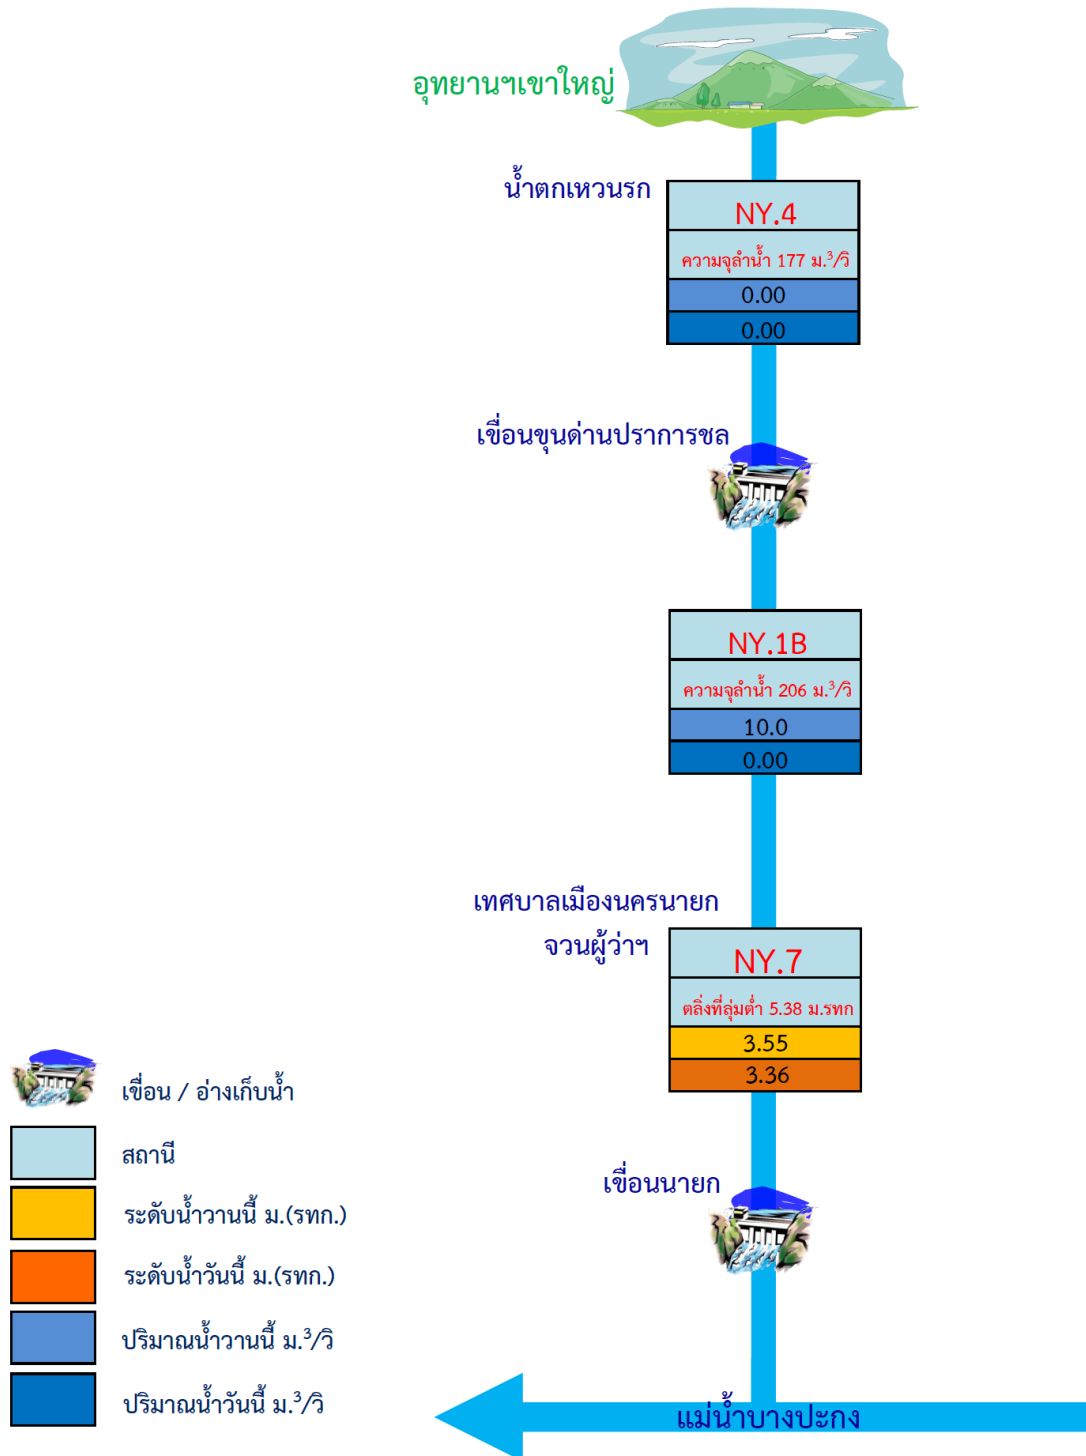 อุทยานฯเขาใหญ่
น้ำตกเหวนรก
NY.4
ความจุลำน้ำ 177 ม.³/วิ
0.00
0.00
เขื่อนขุนด่านปราการชล
NY.1B
ความจุลำน้ำ 206 ม.³/วิ
10.0
0.00
เทศบาลเมืองนครนายก
จวนผู้ว่าฯ
NY.7
ตลิ่งที่ลุ่มต่ำ 5.38 ม.รทก
3.55
3.36
เขื่อนนายก
เขื่อน / อ่างเก็บน้ำ
สถานี
ระดับน้ำวานนี้ ม.(รทก.)
ระดับน้ำวันนี้ ม.(รทก.)
ปริมาณน้ำวานนี้ ม.³/วิ
ปริมาณน้ำวันนี้ ม.³/วิ
แม่น้ำบางปะกง